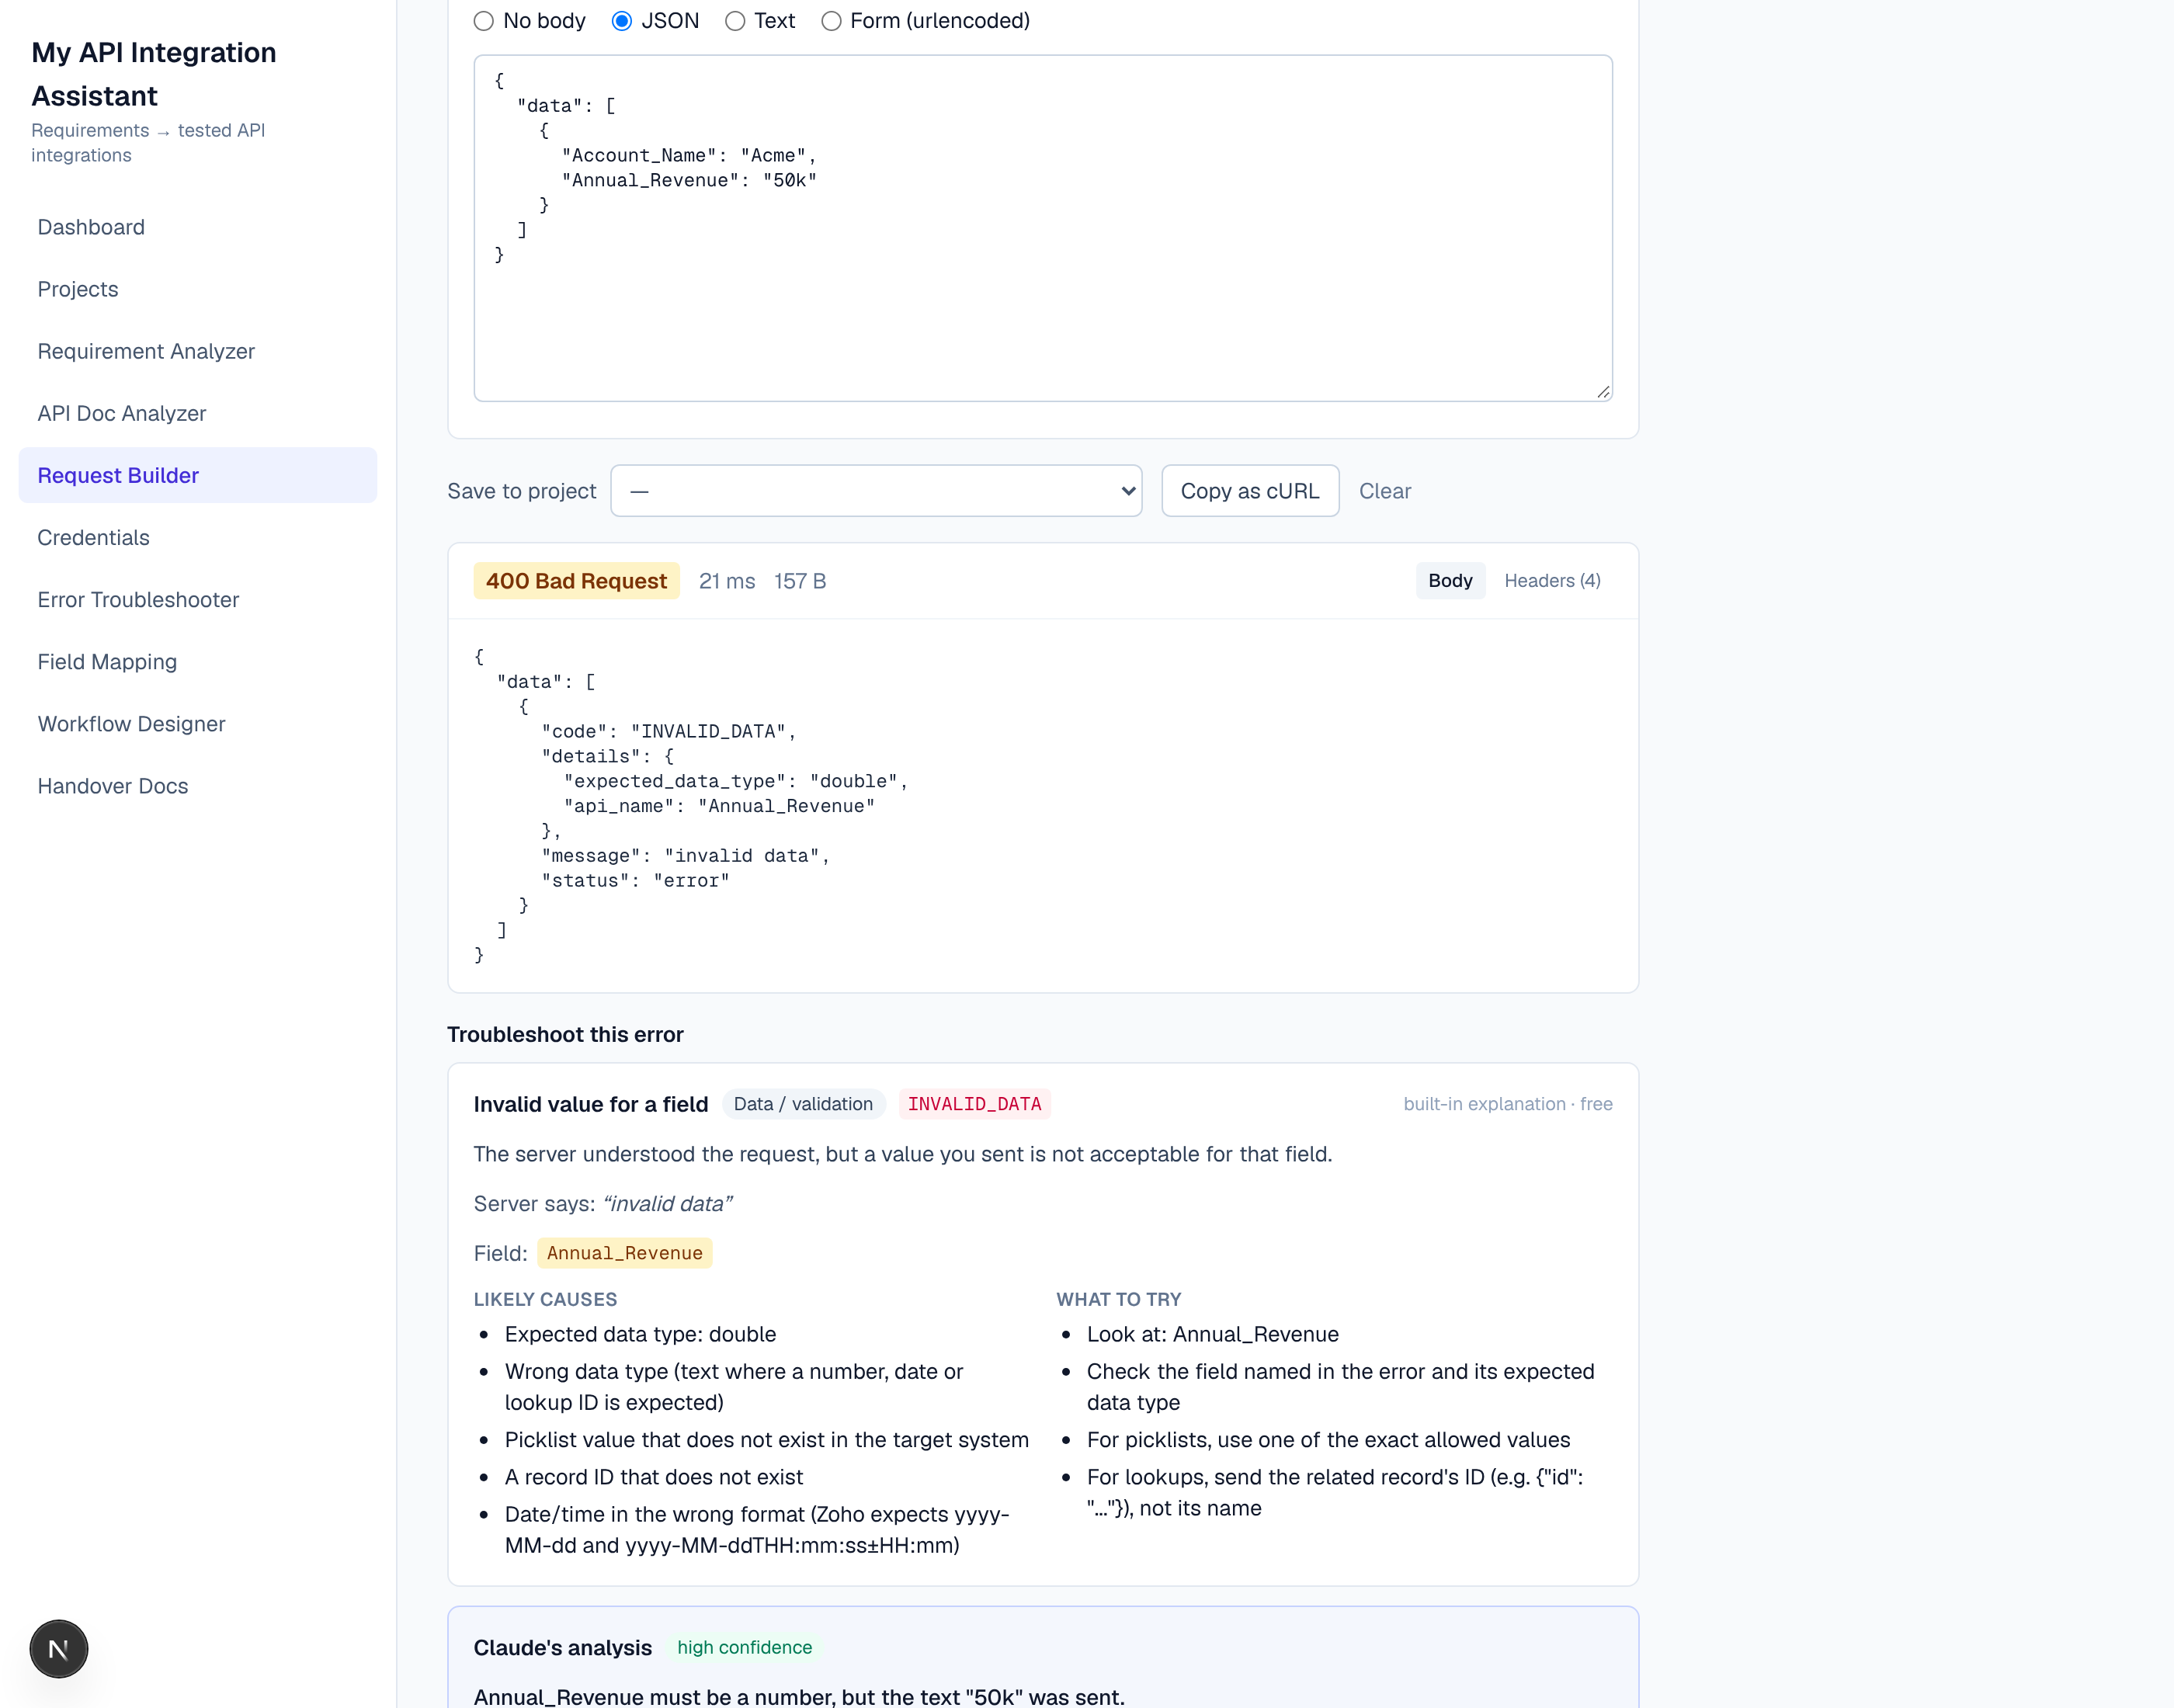 My API Integration
Assistant
Requirements → tested API
integrations
Dashboard
Projects
Requirement Analyzer
API Doc Analyzer
Request Builder
Credentials
Error Troubleshooter
Field Mapping
Workflow Designer
Handover Docs
N
No body JSON Text Form (urlencoded)
{
  "data": [
    {
      "Account_Name": "Acme",
      "Annual_Revenue": "50k"
    }
  ]
}
Save to project — Copy as cURL Clear
400 Bad Request 21 ms 157 B Body Headers (4)
{
  "data": [
    {
      "code": "INVALID_DATA",
      "details": {
        "expected_data_type": "double",
        "api_name": "Annual_Revenue"
      },
      "message": "invalid data",
      "status": "error"
    }
  ]
}
Troubleshoot this error
Invalid value for a field Data / validation INVALID_DATA built-in explanation · free
The server understood the request, but a value you sent is not acceptable for that field.
Server says: “invalid data”
Field: Annual_Revenue
LIKELY CAUSES
• Expected data type: double
• Wrong data type (text where a number, date or
lookup ID is expected)
• Picklist value that does not exist in the target system
• A record ID that does not exist
• Date/time in the wrong format (Zoho expects yyyy-
MM-dd and yyyy-MM-ddTHH:mm:ss±HH:mm)
WHAT TO TRY
• Look at: Annual_Revenue
• Check the field named in the error and its expected
data type
• For picklists, use one of the exact allowed values
• For lookups, send the related record's ID (e.g. {"id":
"..."}), not its name
Claude's analysis high confidence
Annual_Revenue must be a number, but the text "50k" was sent.